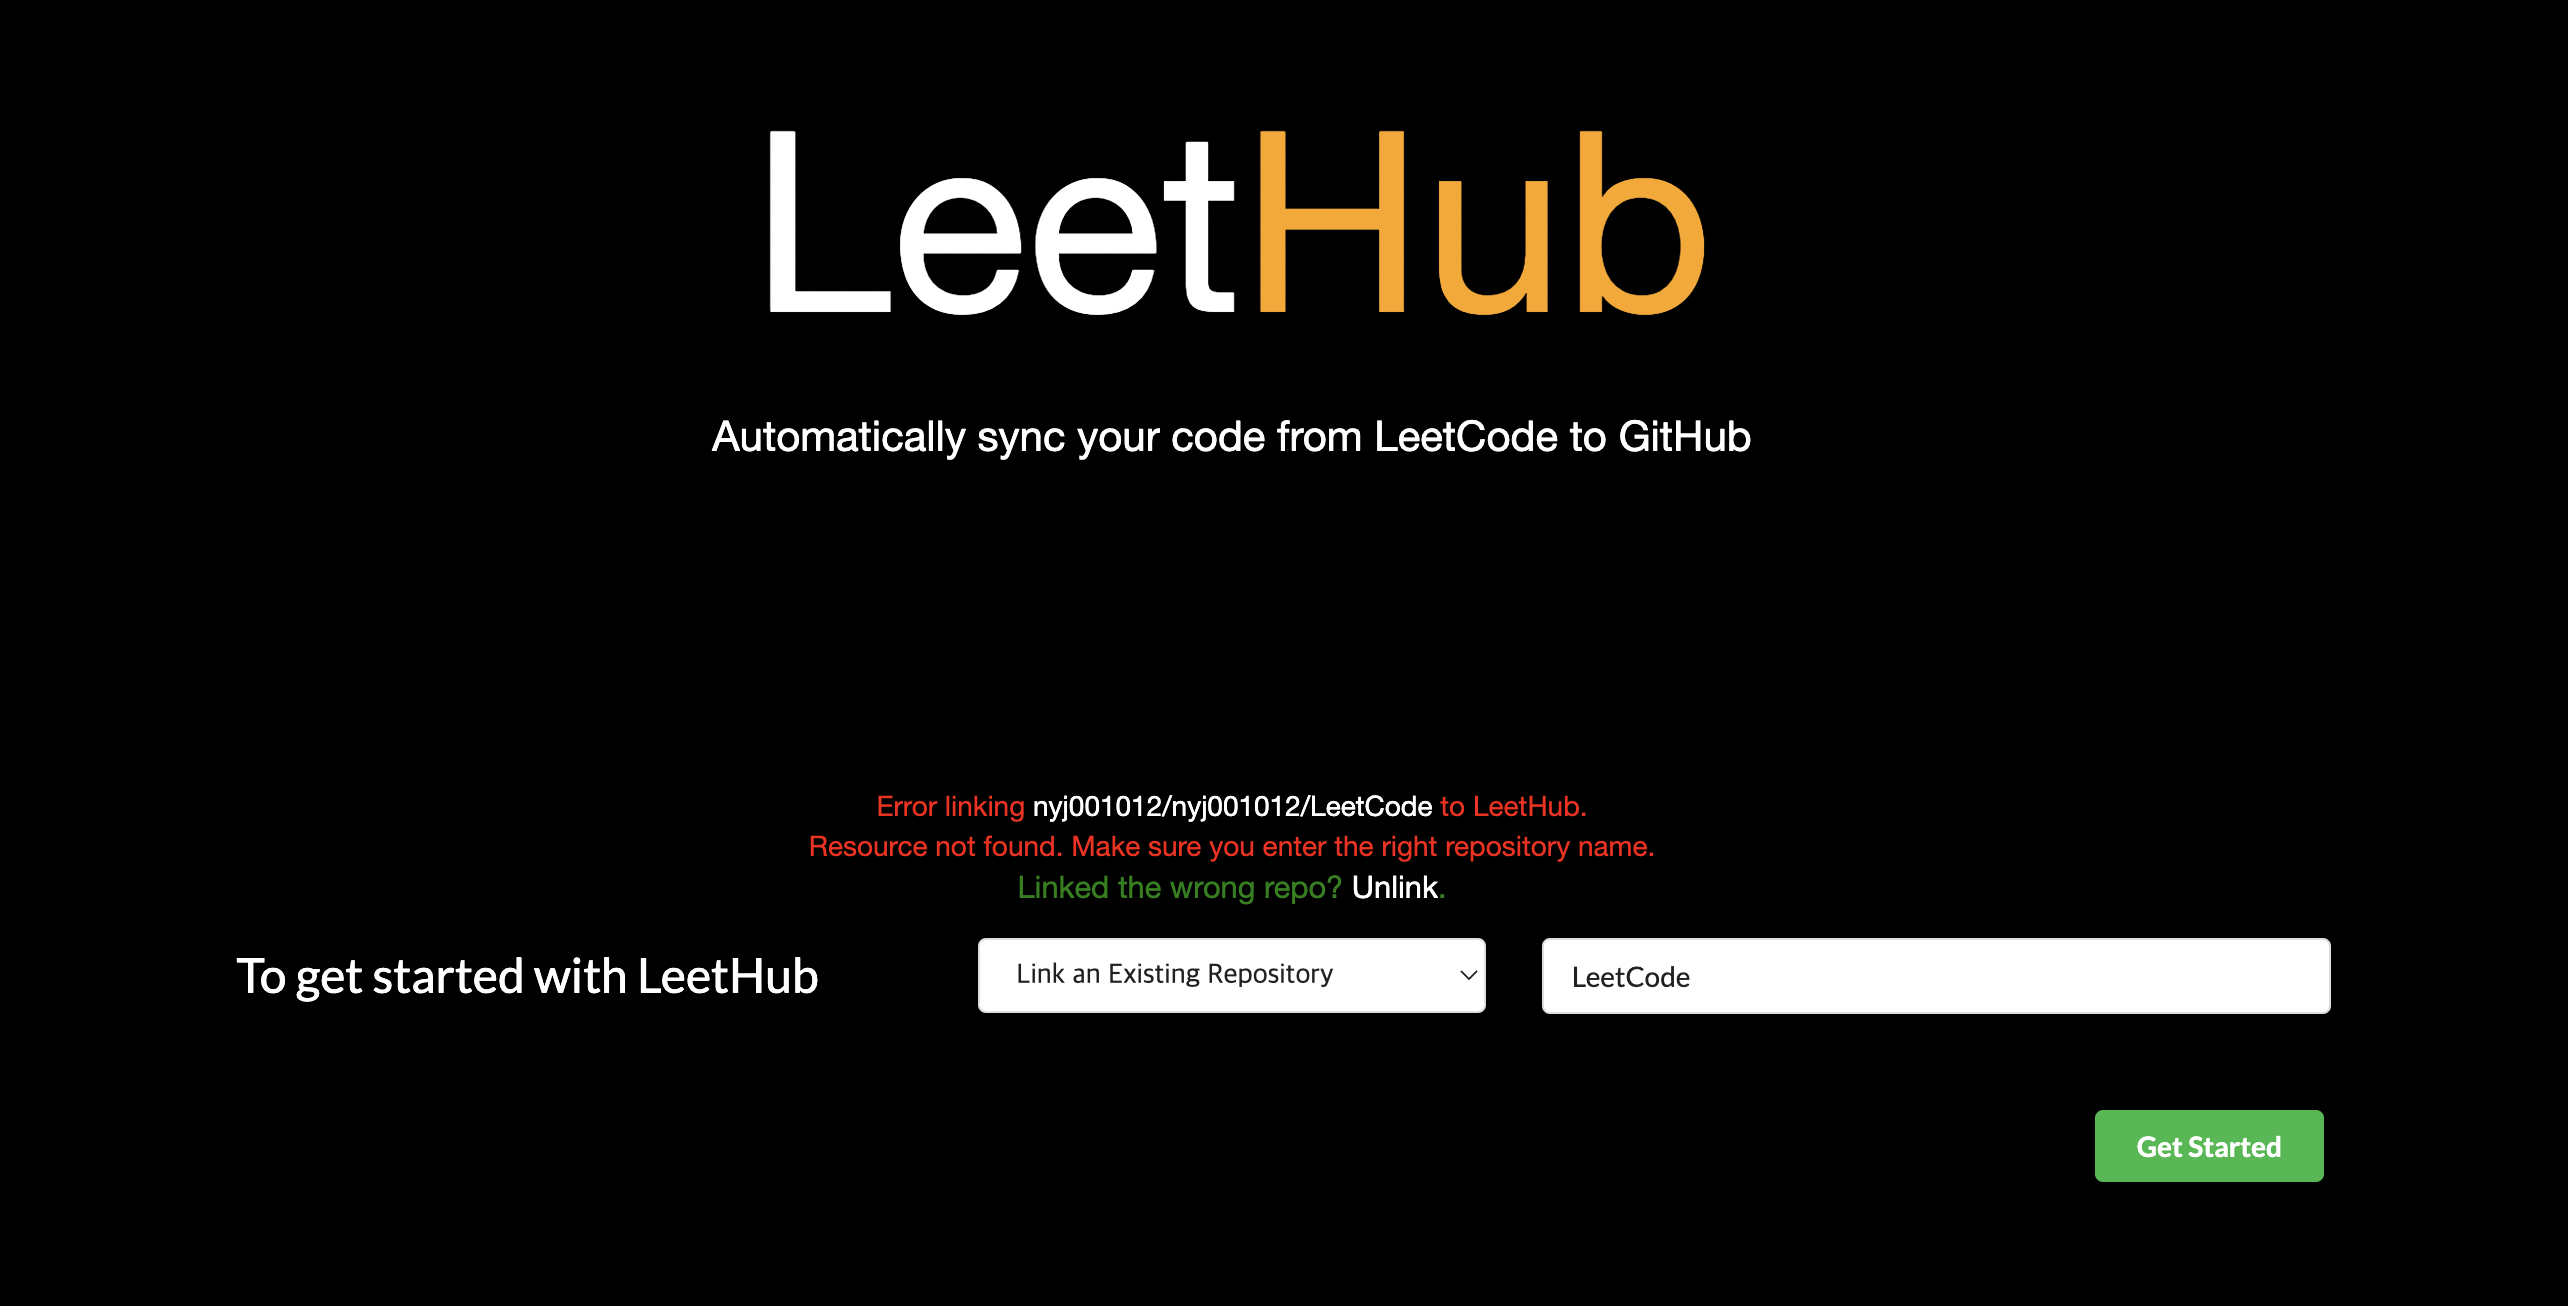 LeetHub
Automatically sync your code from LeetCode to GitHub
Error linking nyj001012/nyj001012/LeetCode to LeetHub.
Resource not found. Make sure you enter the right repository name.
Linked the wrong repo? Unlink.
To get started with LeetHub
Link an Existing Repository
LeetCode
Get Started